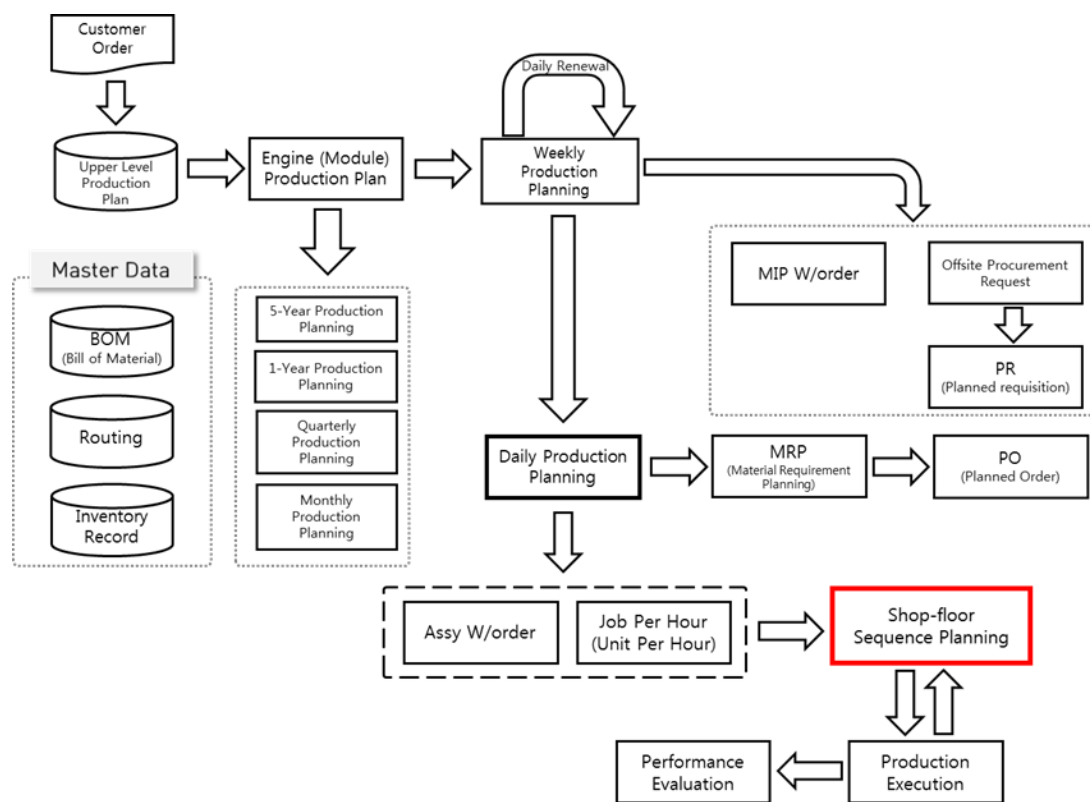 Customer
Order
Daily Renewal
Upper Level
Production
Plan
Engine (Module)
Production Plan
Weekly
Production
Planning
Master Data
BOM
(Bill of Material)
Routing
Inventory
Record
5-Year Production
Planning
1-Year Production
Planning
Quarterly
Production
Planning
Monthly
Production
Planning
MIP W/order
Offsite Procurement
Request
PR
(Planned requisition)
Daily Production
Planning
MRP
(Material Requirement
Planning)
PO
(Planned Order)
Assy W/order
Job Per Hour
(Unit Per Hour)
Shop-floor
Sequence Planning
Performance
Evaluation
Production
Execution